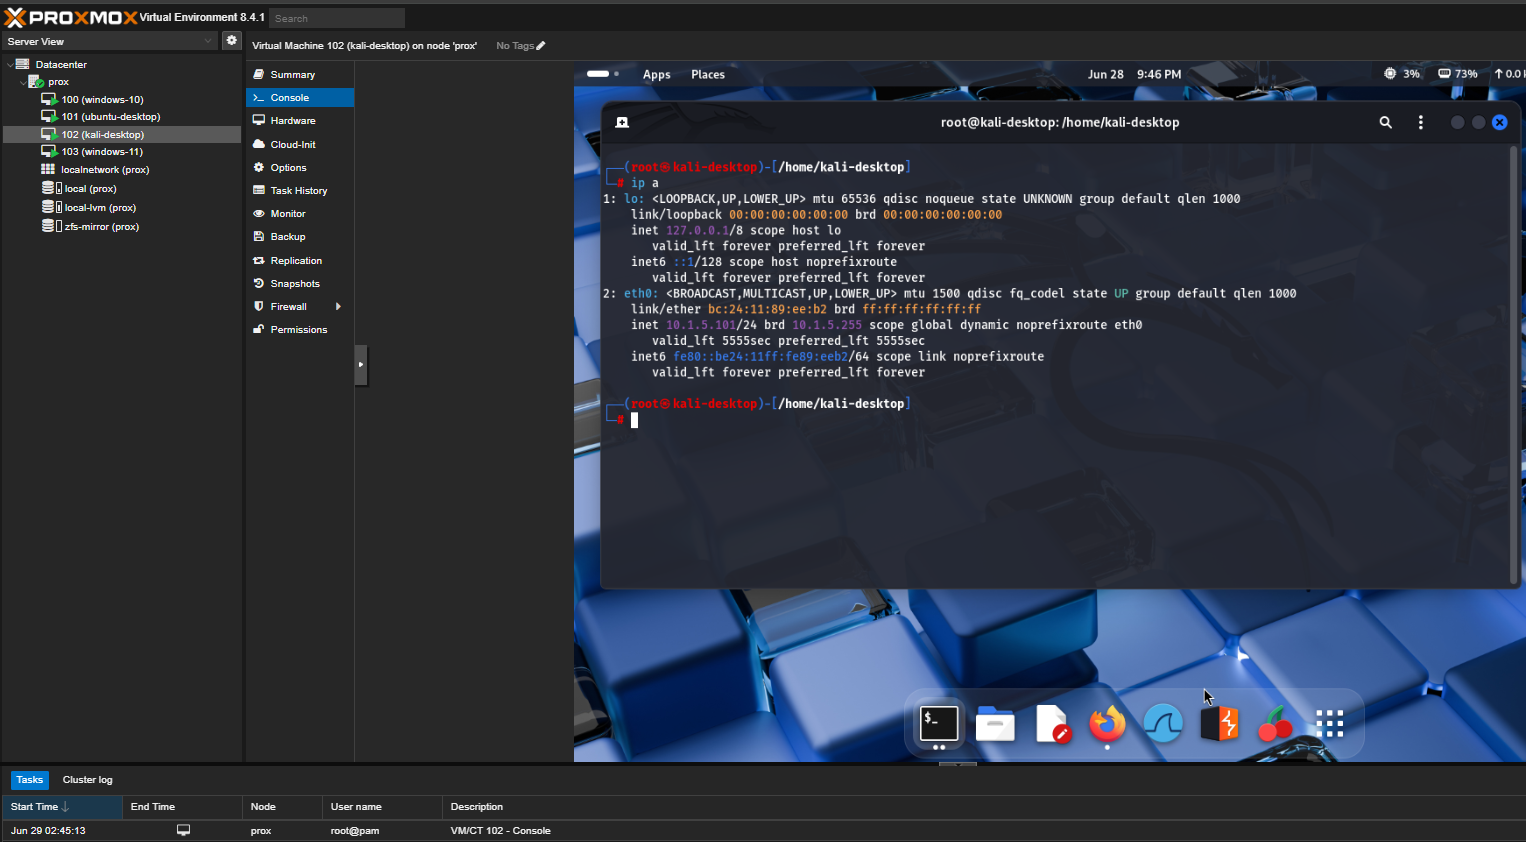 PROXMOX Virtual Environment 8.4.1 Search
Server View
Datacenter
prox
100 (windows-10)
101 (ubuntu-desktop)
102 (kali-desktop)
103 (windows-11)
localnetwork (prox)
local (prox)
local-lvm (prox)
zfs-mirror (prox)
Virtual Machine 102 (kali-desktop) on node 'prox' No Tags
Summary
>_ Console
Hardware
Cloud-Init
Options
Task History
Monitor
Backup
Replication
Snapshots
Firewall
Permissions
Apps Places Jun 28 9:46 PM 3% 73% ↑ 0.0
root@kali-desktop: /home/kali-desktop
┌──(root㉿kali-desktop)-[/home/kali-desktop]
└─# ip a
1: lo: <LOOPBACK,UP,LOWER_UP> mtu 65536 qdisc noqueue state UNKNOWN group default qlen 1000
link/loopback 00:00:00:00:00:00 brd 00:00:00:00:00:00
inet 127.0.0.1/8 scope host lo
valid_lft forever preferred_lft forever
inet6 ::1/128 scope host noprefixroute
valid_lft forever preferred_lft forever
2: eth0: <BROADCAST,MULTICAST,UP,LOWER_UP> mtu 1500 qdisc fq_codel state UP group default qlen 1000
link/ether bc:24:11:89:ee:b2 brd ff:ff:ff:ff:ff:ff
inet 10.1.5.101/24 brd 10.1.5.255 scope global dynamic noprefixroute eth0
valid_lft 5555sec preferred_lft 5555sec
inet6 fe80::be24:11ff:fe89:eeb2/64 scope link noprefixroute
valid_lft forever preferred_lft forever
┌──(root㉿kali-desktop)-[/home/kali-desktop]
└─#
$_
Tasks Cluster log
Start Time ↓ End Time Node User name Description
Jun 29 02:45:13 prox root@pam VM/CT 102 - Console